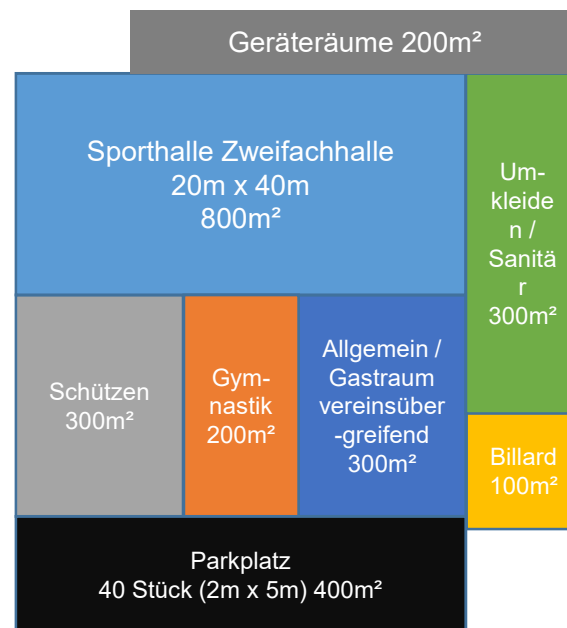 Geräteräume 200m²
Sporthalle Zweifachhalle
20m x 40m
800m²
Um-
kleide
n /
Sanitä
r
300m²
Schützen
300m²
Gym-
nastik
200m²
Allgemein /
Gastraum
vereinsüber
-greifend
300m²
Billard
100m²
Parkplatz
40 Stück (2m x 5m) 400m²